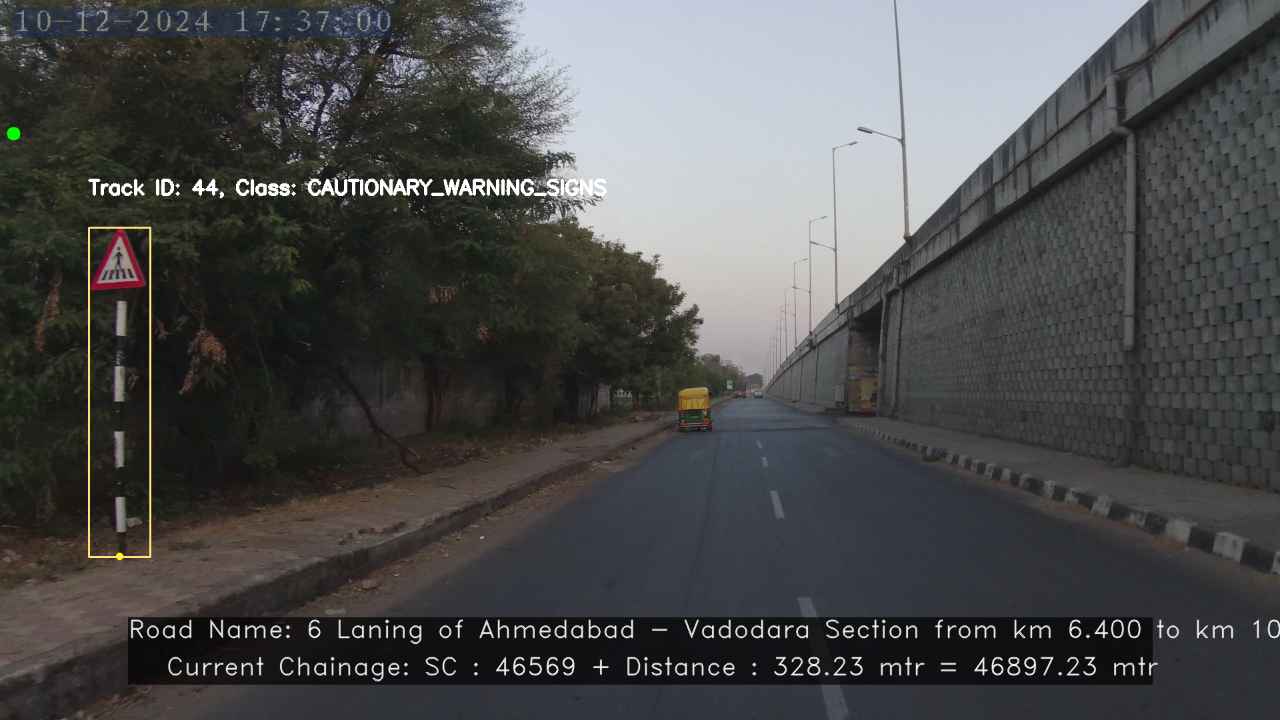 10-12-2024 17:37:00
Track ID: 44, Class: CAUTIONARY_WARNING_SIGNS
Road Name: 6 Laning of Ahmedabad - Vadodara Section from km 6.400 to km 10
Current Chainage: SC : 46569 + Distance : 328.23 mtr = 46897.23 mtr